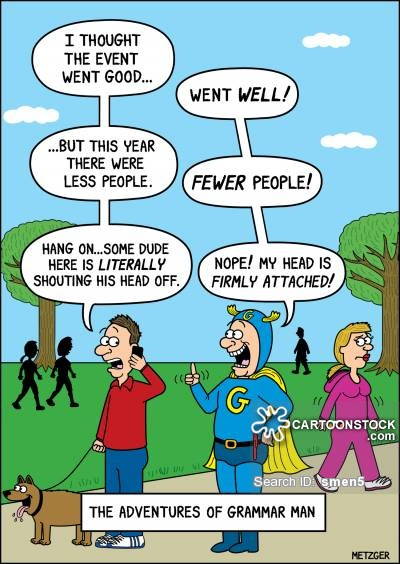 I THOUGHT
THE EVENT
WENT GOOD...
WENT WELL!
...BUT THIS YEAR
THERE WERE
LESS PEOPLE.
FEWER PEOPLE!
HANG ON...SOME DUDE
HERE IS LITERALLY
SHOUTING HIS HEAD OFF.
NOPE! MY HEAD IS
FIRMLY ATTACHED!
G
G
CARTOONSTOCK
.com
Search ID: smen5
THE ADVENTURES OF GRAMMAR MAN
METZGER